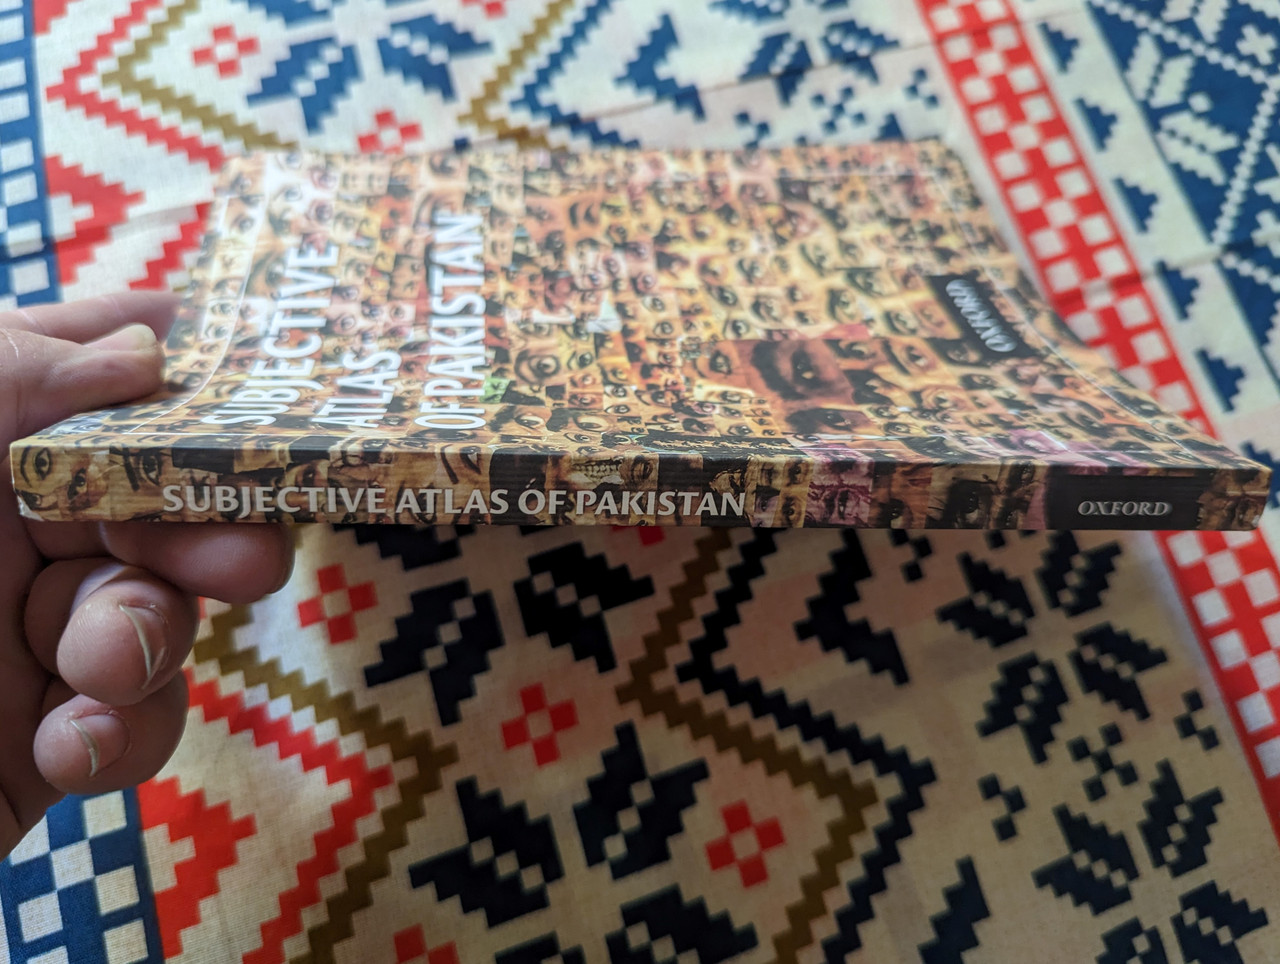 SUBJECTIVE
ATLAS
OF PAKISTAN
OXFORD
SUBJECTIVE ATLAS OF PAKISTAN
OXFORD